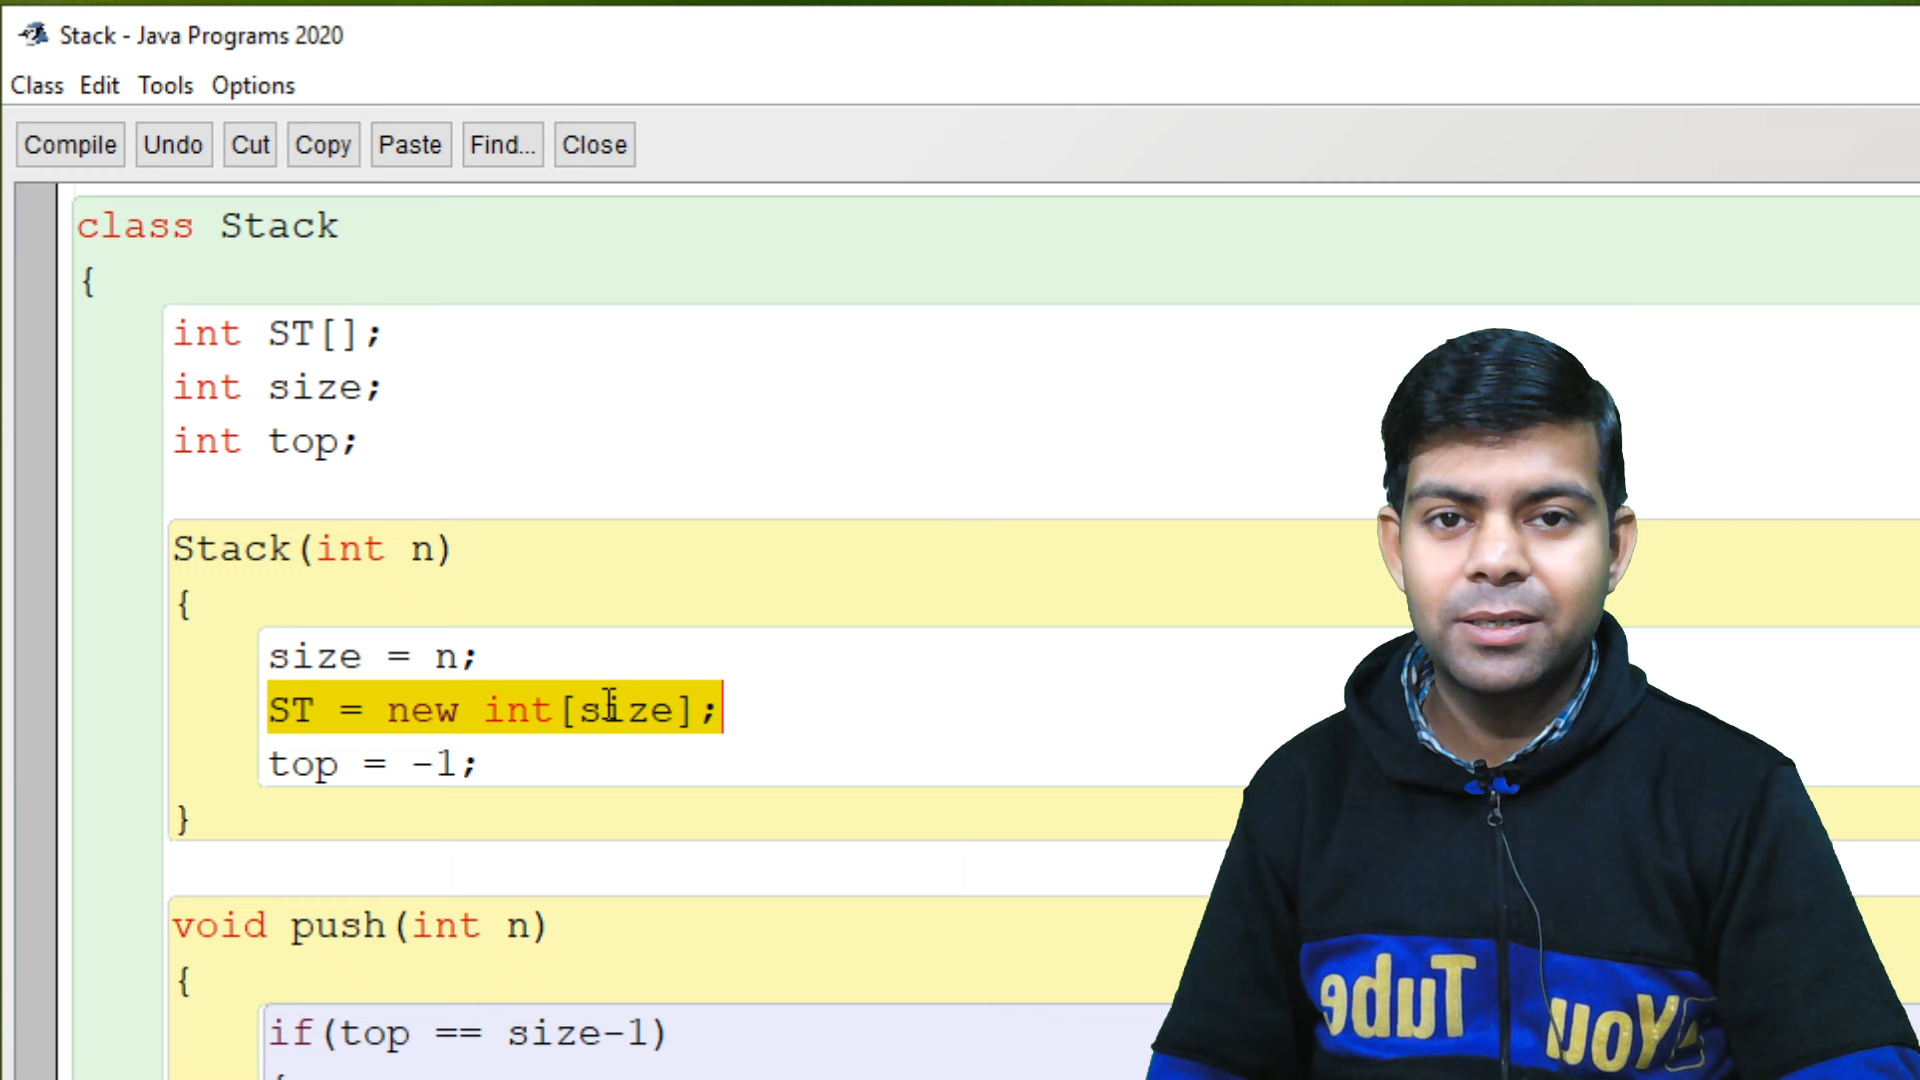 Stack - Java Programs 2020
Class Edit Tools Options
Compile Undo Cut Copy Paste Find... Close
class Stack
{
int ST[];
int size;
int top;
Stack(int n)
{
size = n;
ST = new int[size];
top = -1;
}
void push(int n)
{
if(top == size-1)
{
You Tube